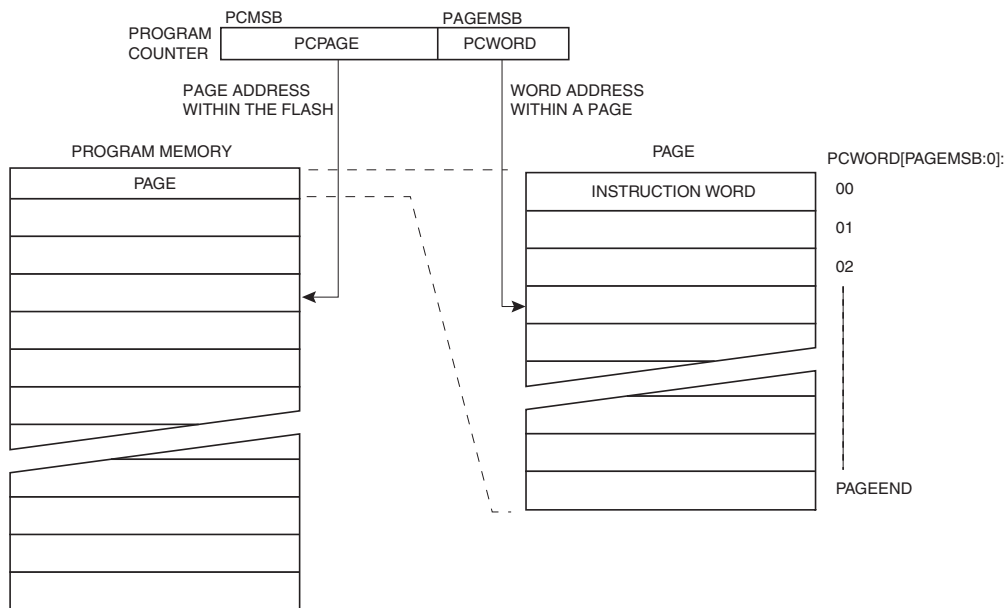 PCMSB
PAGEMSB
PROGRAM
COUNTER
PCPAGE
PCWORD
PAGE ADDRESS
WITHIN THE FLASH
WORD ADDRESS
WITHIN A PAGE
PROGRAM MEMORY
PAGE
PAGE
INSTRUCTION WORD
PCWORD[PAGEMSB:0]:
00
01
02
PAGEEND